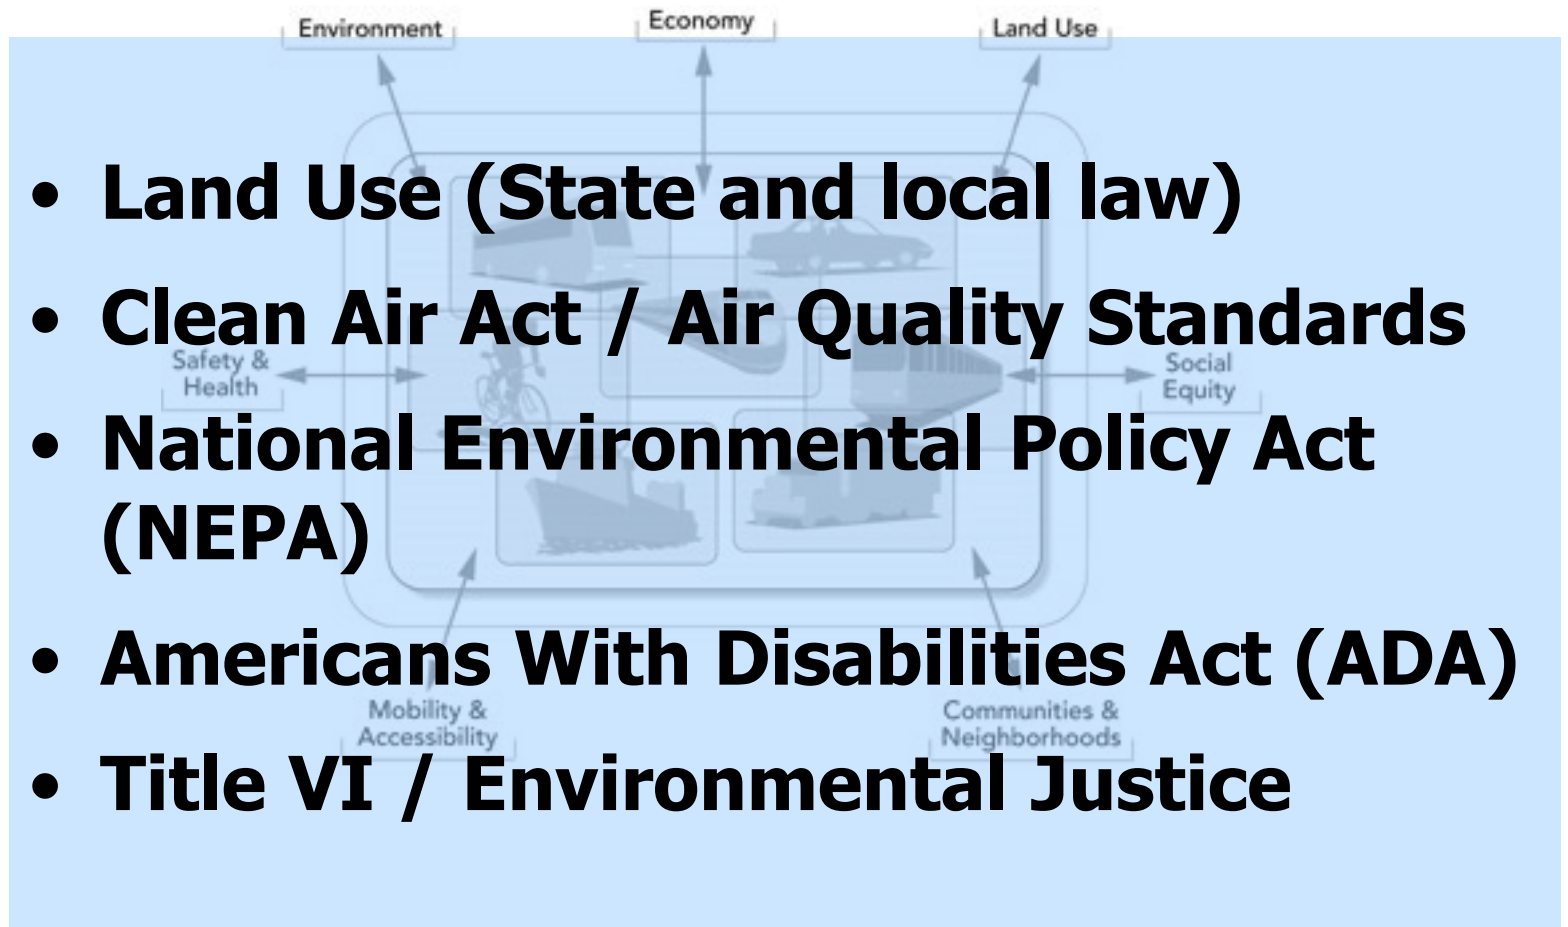 Environment
Economy
Land Use
• Land Use (State and local law)
• Clean Air Act / Air Quality Standards
Safety &
Health
Social
Equity
• National Environmental Policy Act
(NEPA)
• Americans With Disabilities Act (ADA)
Mobility &
Accessibility
Communities &
Neighborhoods
• Title VI / Environmental Justice